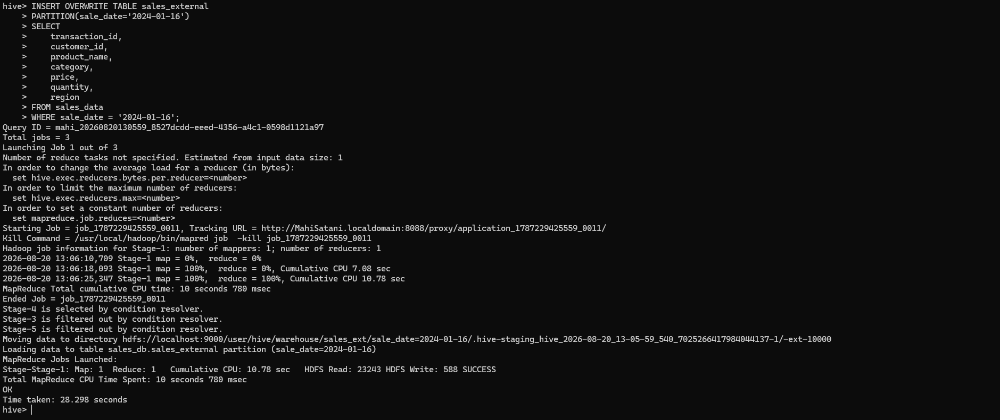 hive> INSERT OVERWRITE TABLE sales_external
    > PARTITION(sale_date='2024-01-16')
    > SELECT
    >     transaction_id,
    >     customer_id,
    >     product_name,
    >     category,
    >     price,
    >     quantity,
    >     region
    > FROM sales_data
    > WHERE sale_date = '2024-01-16';
Query ID = mahi_20260820130559_8527dcdd-eeed-4356-a4c1-0598d1121a97
Total jobs = 3
Launching Job 1 out of 3
Number of reduce tasks not specified. Estimated from input data size: 1
In order to change the average load for a reducer (in bytes):
  set hive.exec.reducers.bytes.per.reducer=<number>
In order to limit the maximum number of reducers:
  set hive.exec.reducers.max=<number>
In order to set a constant number of reducers:
  set mapreduce.job.reduces=<number>
Starting Job = job_1787229425559_0011, Tracking URL = http://MahiSatani.localdomain:8088/proxy/application_1787229425559_0011/
Kill Command = /usr/local/hadoop/bin/mapred job  -kill job_1787229425559_0011
Hadoop job information for Stage-1: number of mappers: 1; number of reducers: 1
2026-08-20 13:06:10,709 Stage-1 map = 0%,  reduce = 0%
2026-08-20 13:06:18,093 Stage-1 map = 100%,  reduce = 0%, Cumulative CPU 7.08 sec
2026-08-20 13:06:25,347 Stage-1 map = 100%,  reduce = 100%, Cumulative CPU 10.78 sec
MapReduce Total cumulative CPU time: 10 seconds 780 msec
Ended Job = job_1787229425559_0011
Stage-4 is selected by condition resolver.
Stage-3 is filtered out by condition resolver.
Stage-5 is filtered out by condition resolver.
Moving data to directory hdfs://localhost:9000/user/hive/warehouse/sales_ext/sale_date=2024-01-16/.hive-staging_hive_2026-08-20_13-05-59_540_7025266417984044137-1/-ext-10000
Loading data to table sales_db.sales_external partition (sale_date=2024-01-16)
MapReduce Jobs Launched:
Stage-Stage-1: Map: 1  Reduce: 1   Cumulative CPU: 10.78 sec   HDFS Read: 23243 HDFS Write: 588 SUCCESS
Total MapReduce CPU Time Spent: 10 seconds 780 msec
OK
Time taken: 28.298 seconds
hive>